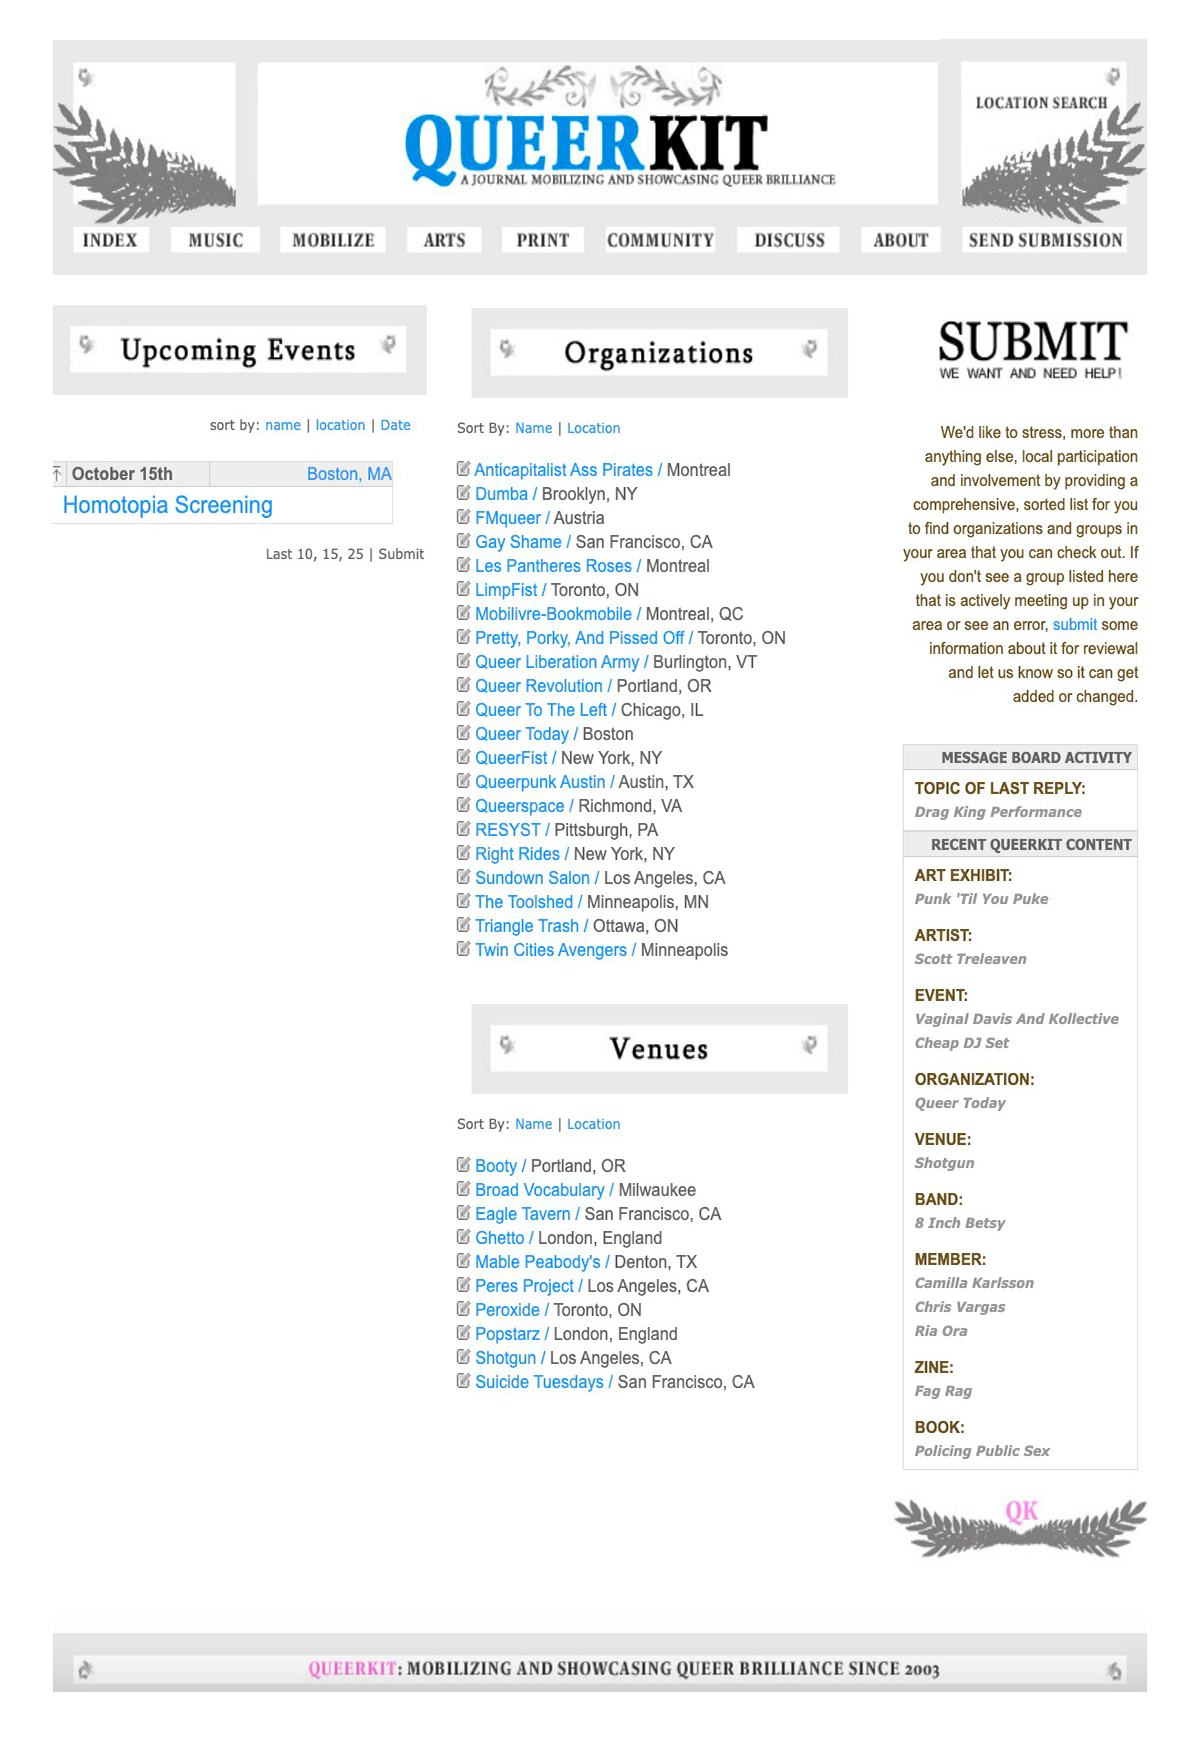 LOCATION SEARCH
QUEERKIT
A JOURNAL MOBILIZING AND SHOWCASING QUEER BRILLIANCE
INDEX MUSIC MOBILIZE ARTS PRINT COMMUNITY DISCUSS ABOUT SEND SUBMISSION
Upcoming Events
sort by: name | location | Date
October 15th Boston, MA
Homotopia Screening
Last 10, 15, 25 | Submit
Organizations
Sort By: Name | Location
Anticapitalist Ass Pirates / Montreal
Dumba / Brooklyn, NY
FMqueer / Austria
Gay Shame / San Francisco, CA
Les Pantheres Roses / Montreal
LimpFist / Toronto, ON
Mobilivre-Bookmobile / Montreal, QC
Pretty, Porky, And Pissed Off / Toronto, ON
Queer Liberation Army / Burlington, VT
Queer Revolution / Portland, OR
Queer To The Left / Chicago, IL
Queer Today / Boston
QueerFist / New York, NY
Queerpunk Austin / Austin, TX
Queerspace / Richmond, VA
RESYST / Pittsburgh, PA
Right Rides / New York, NY
Sundown Salon / Los Angeles, CA
The Toolshed / Minneapolis, MN
Triangle Trash / Ottawa, ON
Twin Cities Avengers / Minneapolis
Venues
Sort By: Name | Location
Booty / Portland, OR
Broad Vocabulary / Milwaukee
Eagle Tavern / San Francisco, CA
Ghetto / London, England
Mable Peabody's / Denton, TX
Peres Project / Los Angeles, CA
Peroxide / Toronto, ON
Popstarz / London, England
Shotgun / Los Angeles, CA
Suicide Tuesdays / San Francisco, CA
SUBMIT
WE WANT AND NEED HELP!
We'd like to stress, more than
anything else, local participation
and involvement by providing a
comprehensive, sorted list for you
to find organizations and groups in
your area that you can check out. If
you don't see a group listed here
that is actively meeting up in your
area or see an error, submit some
information about it for reviewal
and let us know so it can get
added or changed.
MESSAGE BOARD ACTIVITY
TOPIC OF LAST REPLY:
Drag King Performance
RECENT QUEERKIT CONTENT
ART EXHIBIT:
Punk 'Til You Puke
ARTIST:
Scott Treleaven
EVENT:
Vaginal Davis And Kollective
Cheap DJ Set
ORGANIZATION:
Queer Today
VENUE:
Shotgun
BAND:
8 Inch Betsy
MEMBER:
Camilla Karlsson
Chris Vargas
Ria Ora
ZINE:
Fag Rag
BOOK:
Policing Public Sex
QK
QUEERKIT: MOBILIZING AND SHOWCASING QUEER BRILLIANCE SINCE 2003